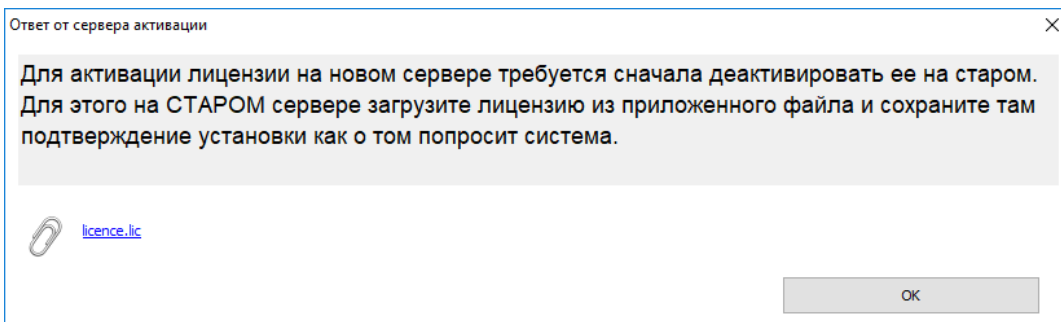 Ответ от сервера активации
Для активации лицензии на новом сервере требуется сначала деактивировать ее на старом.
Для этого на СТАРОМ сервере загрузите лицензию из приложенного файла и сохраните там
подтверждение установки как о том попросит система.
licence.lic
ОК